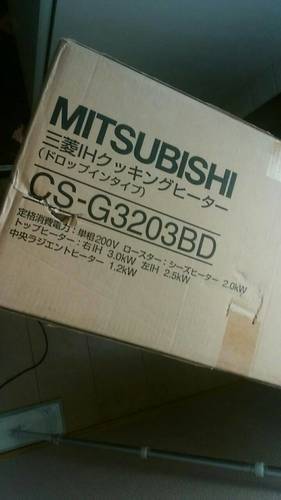 MITSUBISHI
三菱IHクッキングヒーター
(ドロップインタイプ)
CS-G3203BD
定格消費電力：単相200V ロースター：シーズヒーター 2.0kW
トップヒーター：右IH 3.0kW 左IH 2.5kW
中央ラジエントヒーター 1.2kW